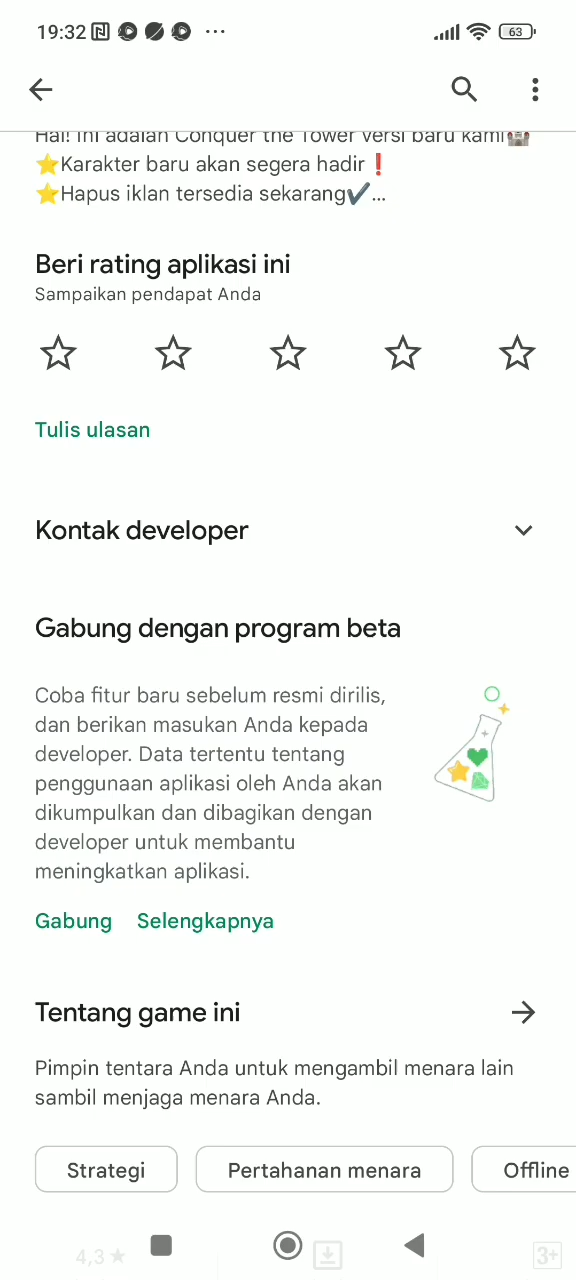 19:32
63
Hai! Ini adalah Conquer the Tower versi baru kami🏰
⭐Karakter baru akan segera hadir❗
⭐Hapus iklan tersedia sekarang✔️...
Beri rating aplikasi ini
Sampaikan pendapat Anda
Tulis ulasan
Kontak developer
Gabung dengan program beta
Coba fitur baru sebelum resmi dirilis,
dan berikan masukan Anda kepada
developer. Data tertentu tentang
penggunaan aplikasi oleh Anda akan
dikumpulkan dan dibagikan dengan
developer untuk membantu
meningkatkan aplikasi.
Gabung Selengkapnya
Tentang game ini
Pimpin tentara Anda untuk mengambil menara lain
sambil menjaga menara Anda.
Strategi Pertahanan menara Offline
4,3★ 3+